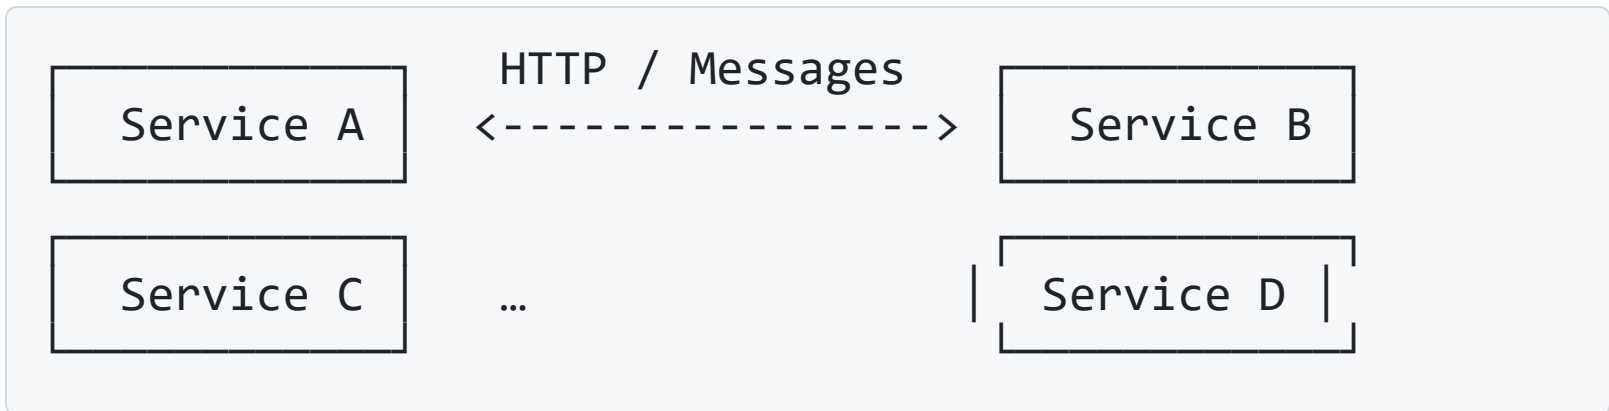 HTTP / Messages
Service A <----------------> Service B
Service C … Service D